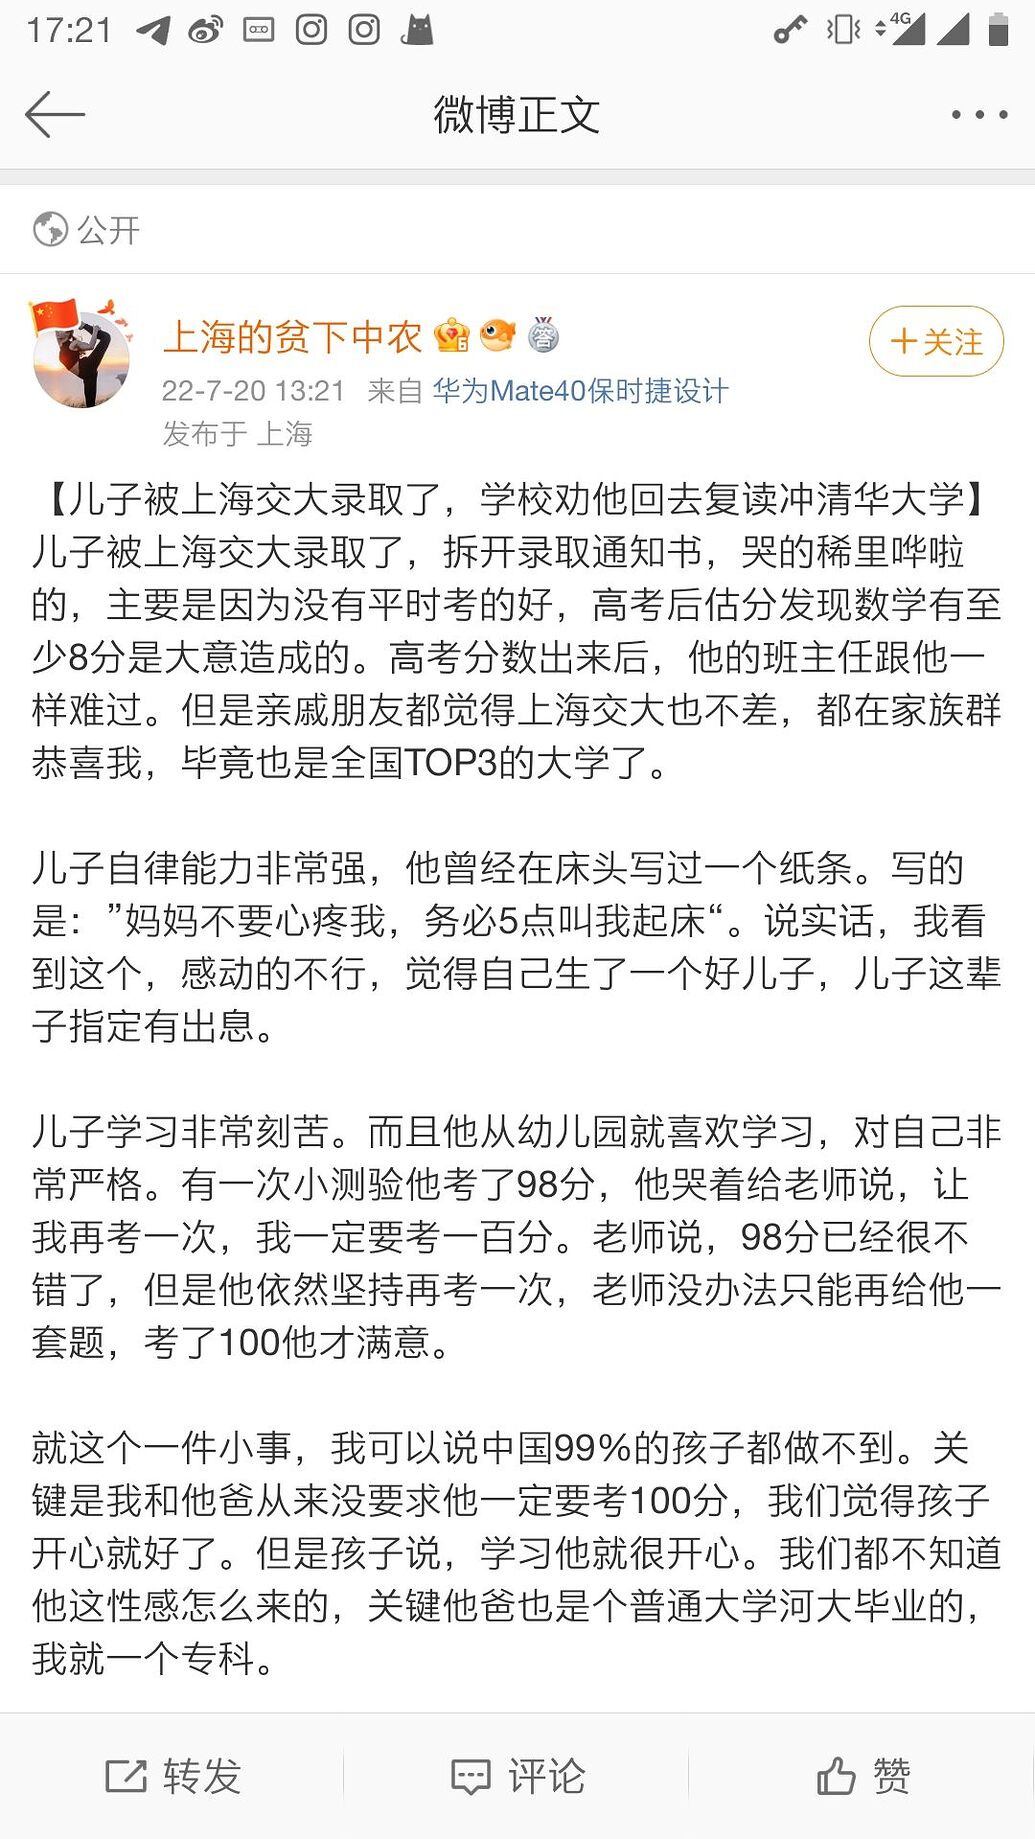 17:21
4G
微博正文
公开
上海的贫下中农
6
答
+关注
22-7-20 13:21 来自 华为Mate40保时捷设计
发布于 上海
【儿子被上海交大录取了，学校劝他回去复读冲清华大学】
儿子被上海交大录取了，拆开录取通知书，哭的稀里哗啦
的，主要是因为没有平时考的好，高考后估分发现数学有至
少8分是大意造成的。高考分数出来后，他的班主任跟他一
样难过。但是亲戚朋友都觉得上海交大也不差，都在家族群
恭喜我，毕竟也是全国TOP3的大学了。
儿子自律能力非常强，他曾经在床头写过一个纸条。写的
是：”妈妈不要心疼我，务必5点叫我起床“。说实话，我看
到这个，感动的不行，觉得自己生了一个好儿子，儿子这辈
子指定有出息。
儿子学习非常刻苦。而且他从幼儿园就喜欢学习，对自己非
常严格。有一次小测验他考了98分，他哭着给老师说，让
我再考一次，我一定要考一百分。老师说，98分已经很不
错了，但是他依然坚持再考一次，老师没办法只能再给他一
套题，考了100他才满意。
就这个一件小事，我可以说中国99%的孩子都做不到。关
键是我和他爸从来没要求他一定要考100分，我们觉得孩子
开心就好了。但是孩子说，学习他就很开心。我们都不知道
他这性感怎么来的，关键他爸也是个普通大学河大毕业的，
我就一个专科。
转发 评论 赞